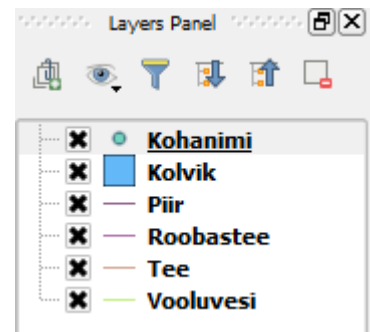 Layers Panel
Kohanimi
Kolvik
Piir
Roobastee
Tee
Vooluvesi